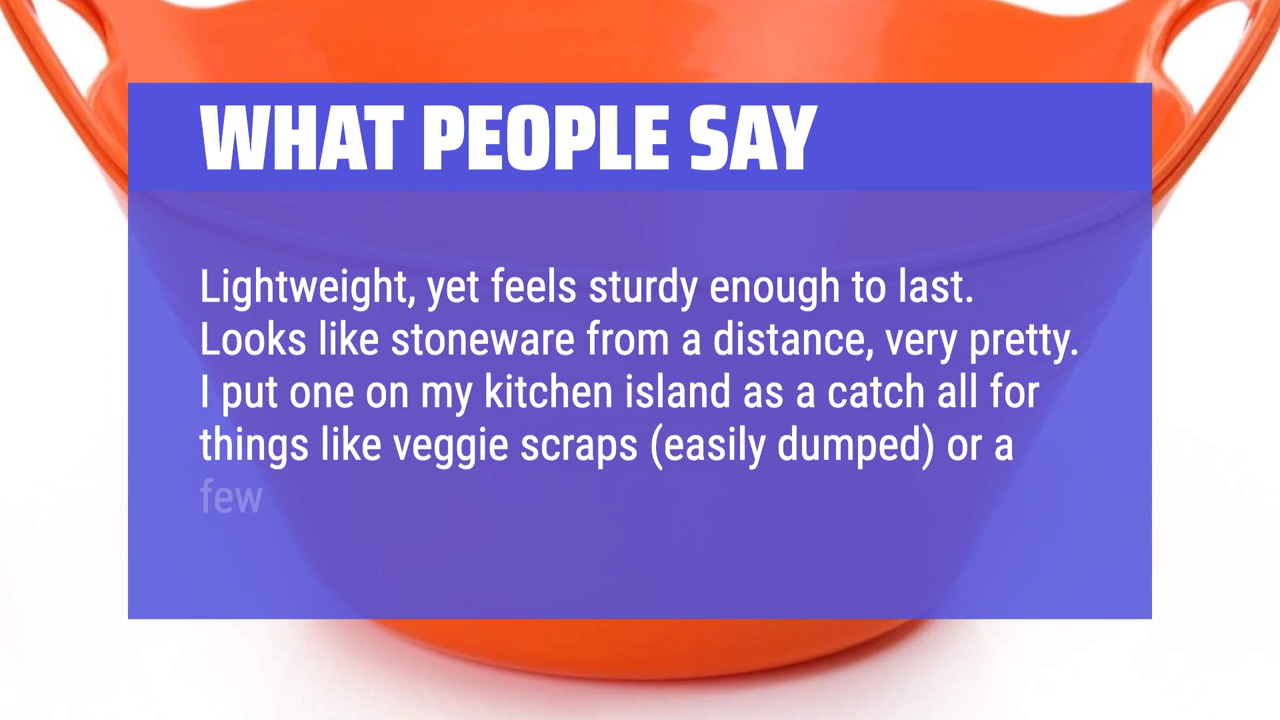 WHAT PEOPLE SAY
Lightweight, yet feels sturdy enough to last.
Looks like stoneware from a distance, very pretty.
I put one on my kitchen island as a catch all for
things like veggie scraps (easily dumped) or a
few